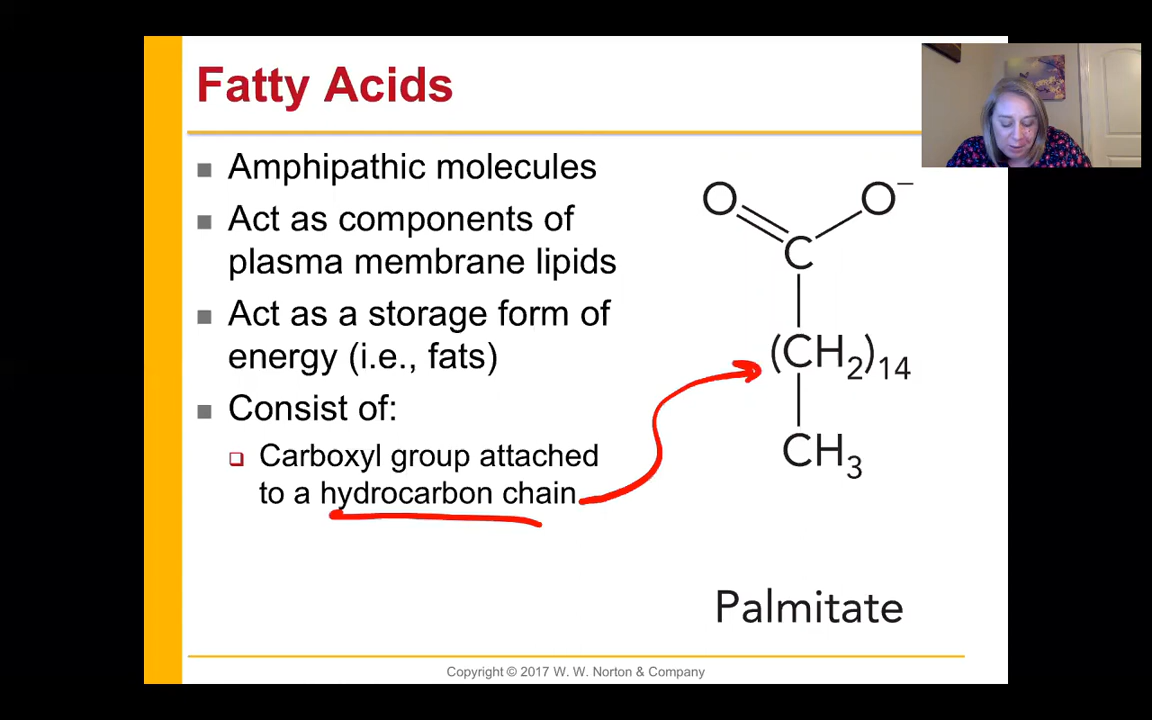 Fatty Acids
Amphipathic molecules
Act as components of
plasma membrane lipids
Act as a storage form of
energy (i.e., fats)
Consist of:
Carboxyl group attached
to a hydrocarbon chain
O O⁻
C
(CH₂)₁₄
CH₃
Palmitate
Copyright © 2017 W. W. Norton & Company